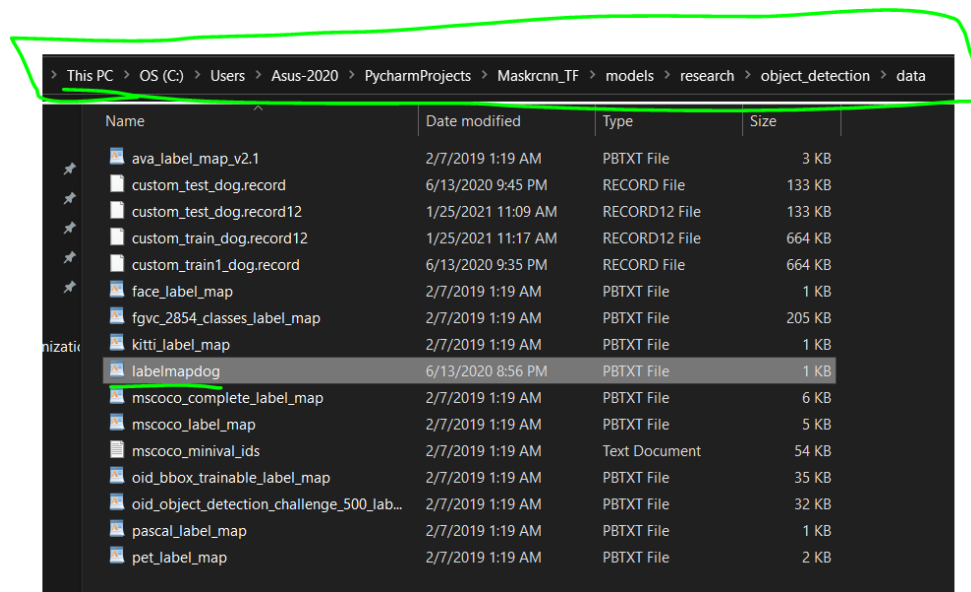 > This PC > OS (C:) > Users > Asus-2020 > PycharmProjects > Maskrcnn_TF > models > research > object_detection > data
Name Date modified Type Size
ava_label_map_v2.1 2/7/2019 1:19 AM PBTXT File 3 KB
custom_test_dog.record 6/13/2020 9:45 PM RECORD File 133 KB
custom_test_dog.record12 1/25/2021 11:09 AM RECORD12 File 133 KB
custom_train_dog.record12 1/25/2021 11:17 AM RECORD12 File 664 KB
custom_train1_dog.record 6/13/2020 9:35 PM RECORD File 664 KB
face_label_map 2/7/2019 1:19 AM PBTXT File 1 KB
fgvc_2854_classes_label_map 2/7/2019 1:19 AM PBTXT File 205 KB
nizatic kitti_label_map 2/7/2019 1:19 AM PBTXT File 1 KB
labelmapdog 6/13/2020 8:56 PM PBTXT File 1 KB
mscoco_complete_label_map 2/7/2019 1:19 AM PBTXT File 6 KB
mscoco_label_map 2/7/2019 1:19 AM PBTXT File 5 KB
mscoco_minival_ids 2/7/2019 1:19 AM Text Document 54 KB
oid_bbox_trainable_label_map 2/7/2019 1:19 AM PBTXT File 35 KB
oid_object_detection_challenge_500_lab... 2/7/2019 1:19 AM PBTXT File 32 KB
pascal_label_map 2/7/2019 1:19 AM PBTXT File 1 KB
pet_label_map 2/7/2019 1:19 AM PBTXT File 2 KB